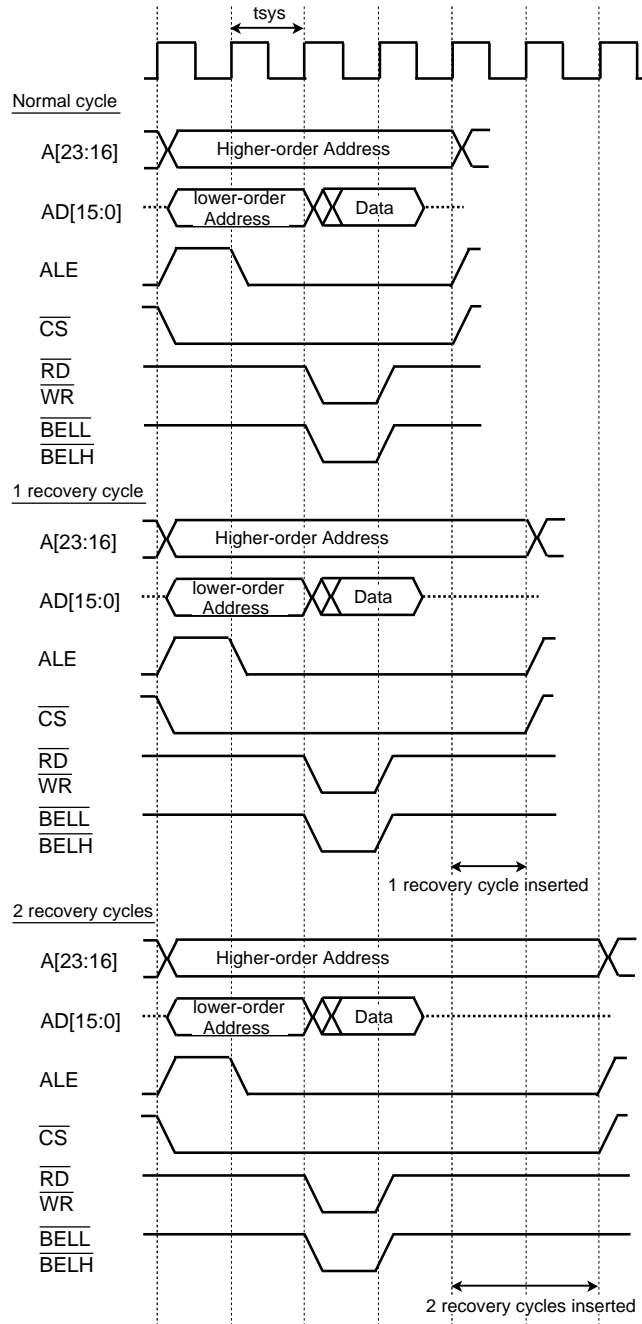 tsys
Normal cycle
A[23:16]
Higher-order Address
AD[15:0]
lower-order
Address
Data
ALE
CS
RD
WR
BELL
BELH
1 recovery cycle
A[23:16]
Higher-order Address
AD[15:0]
lower-order
Address
Data
ALE
CS
RD
WR
BELL
BELH
1 recovery cycle inserted
2 recovery cycles
A[23:16]
Higher-order Address
AD[15:0]
lower-order
Address
Data
ALE
CS
RD
WR
BELL
BELH
2 recovery cycles inserted